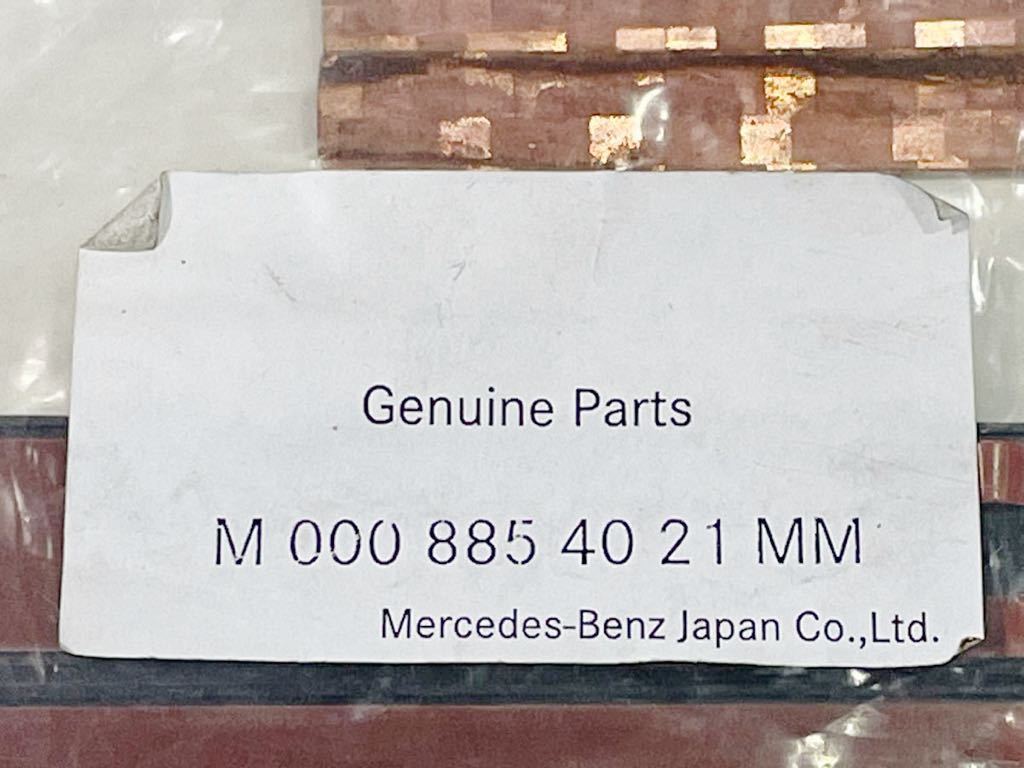 Genuine Parts
M 000 885 40 21 MM
Mercedes-Benz Japan Co.,Ltd.